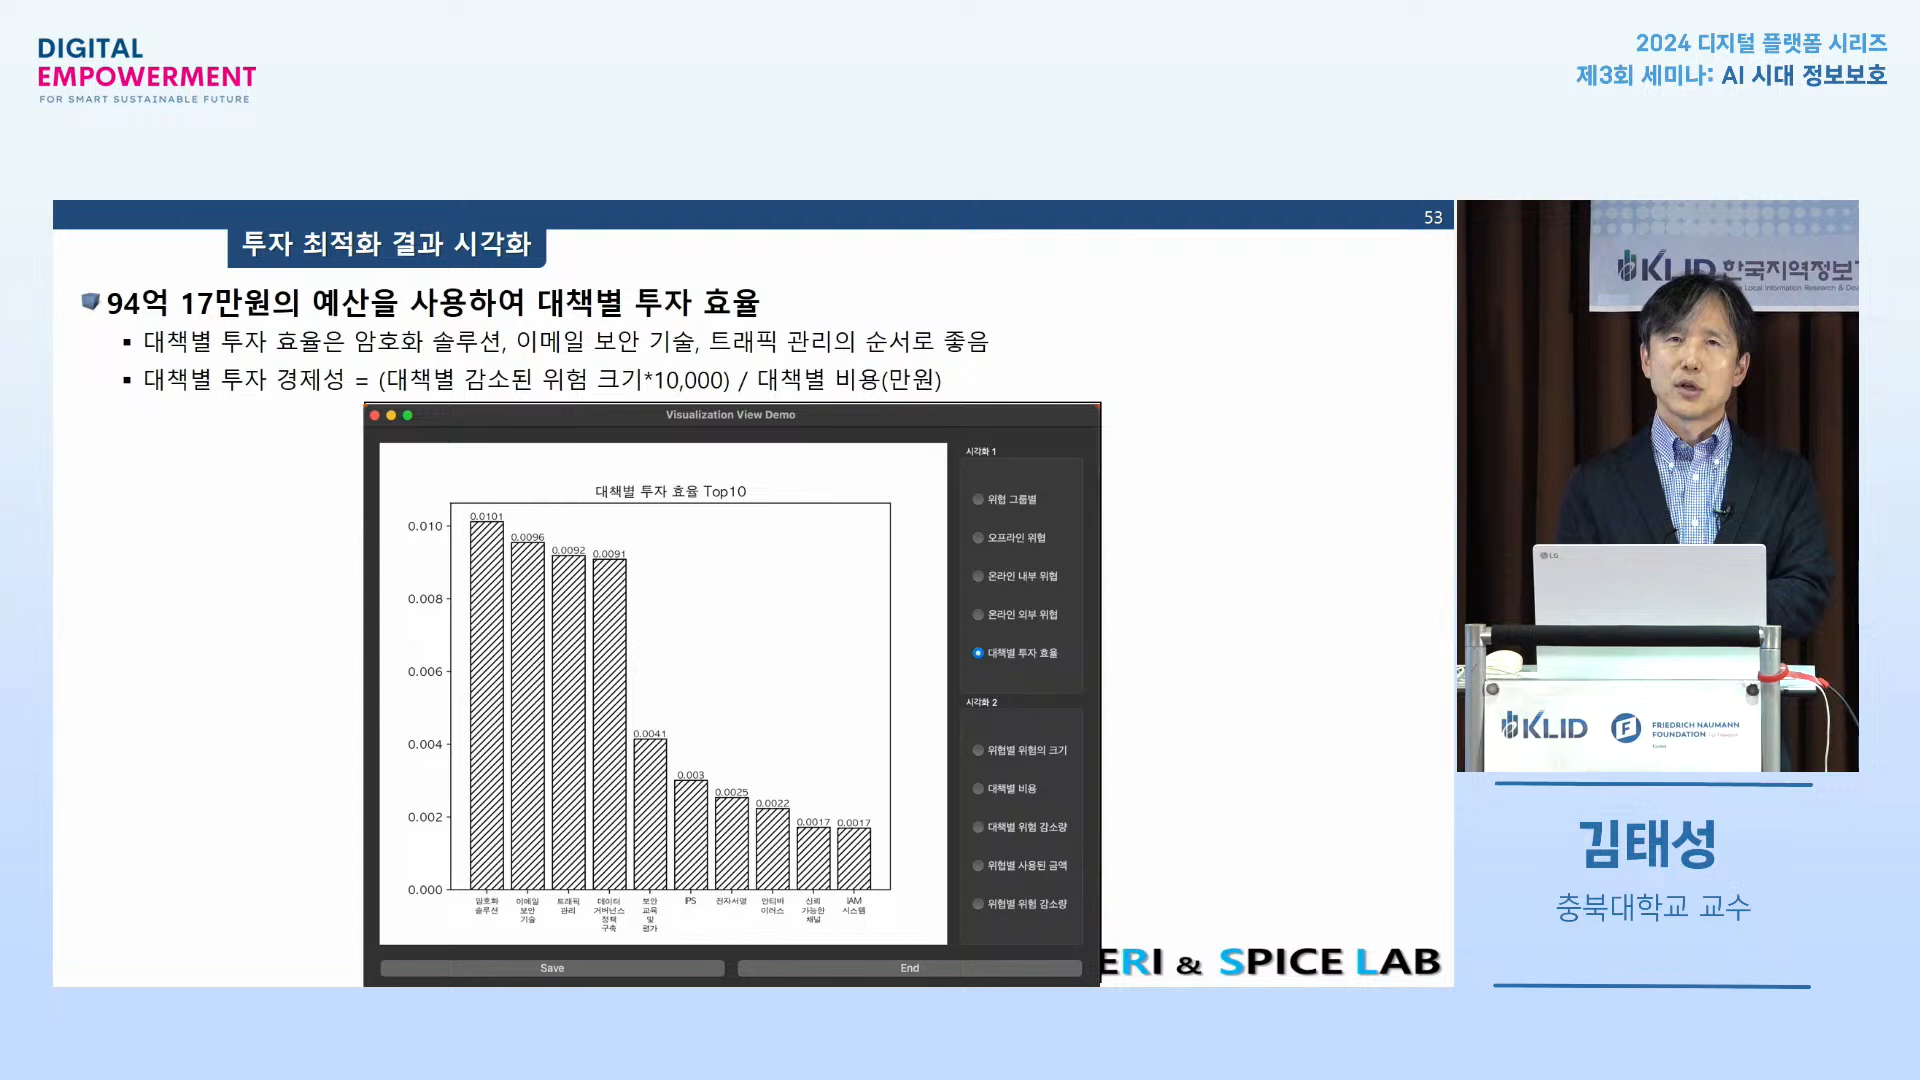 DIGITAL
EMPOWERMENT
FOR SMART SUSTAINABLE FUTURE
2024 디지털 플랫폼 시리즈
제3회 세미나: AI 시대 정보보호
53
투자 최적화 결과 시각화
94억 17만원의 예산을 사용하여 대책별 투자 효율
▪ 대책별 투자 효율은 암호화 솔루션, 이메일 보안 기술, 트래픽 관리의 순서로 좋음
▪ 대책별 투자 경제성 = (대책별 감소된 위험 크기*10,000) / 대책별 비용(만원)
Visualization View Demo
대책별 투자 효율 Top10
0.010
0.008
0.006
0.004
0.002
0.000
0.0101
0.0096
0.0092
0.0091
0.0041
0.003
0.0025
0.0022
0.0017
0.0017
암호화
솔루션
이메일
보안
기술
트래픽
관리
데이터
거버넌스
정책
구축
보안
교육
및
평가
IPS
전자서명
안티바
이러스
신뢰
가능한
채널
IAM
시스템
시각화 1
위협 그룹별
오프라인 위협
온라인 내부 위협
온라인 외부 위협
대책별 투자 효율
시각화 2
위협별 위험의 크기
대책별 비용
대책별 위험 감소량
위협별 사용된 금액
위협별 위험 감소량
Save
End
ERI & SPICE LAB
KLID 한국지역정보
Local Information Research &
LG
KLID
FRIEDRICH NAUMANN
FOUNDATION For Freedom.
Korea
김태성
충북대학교 교수